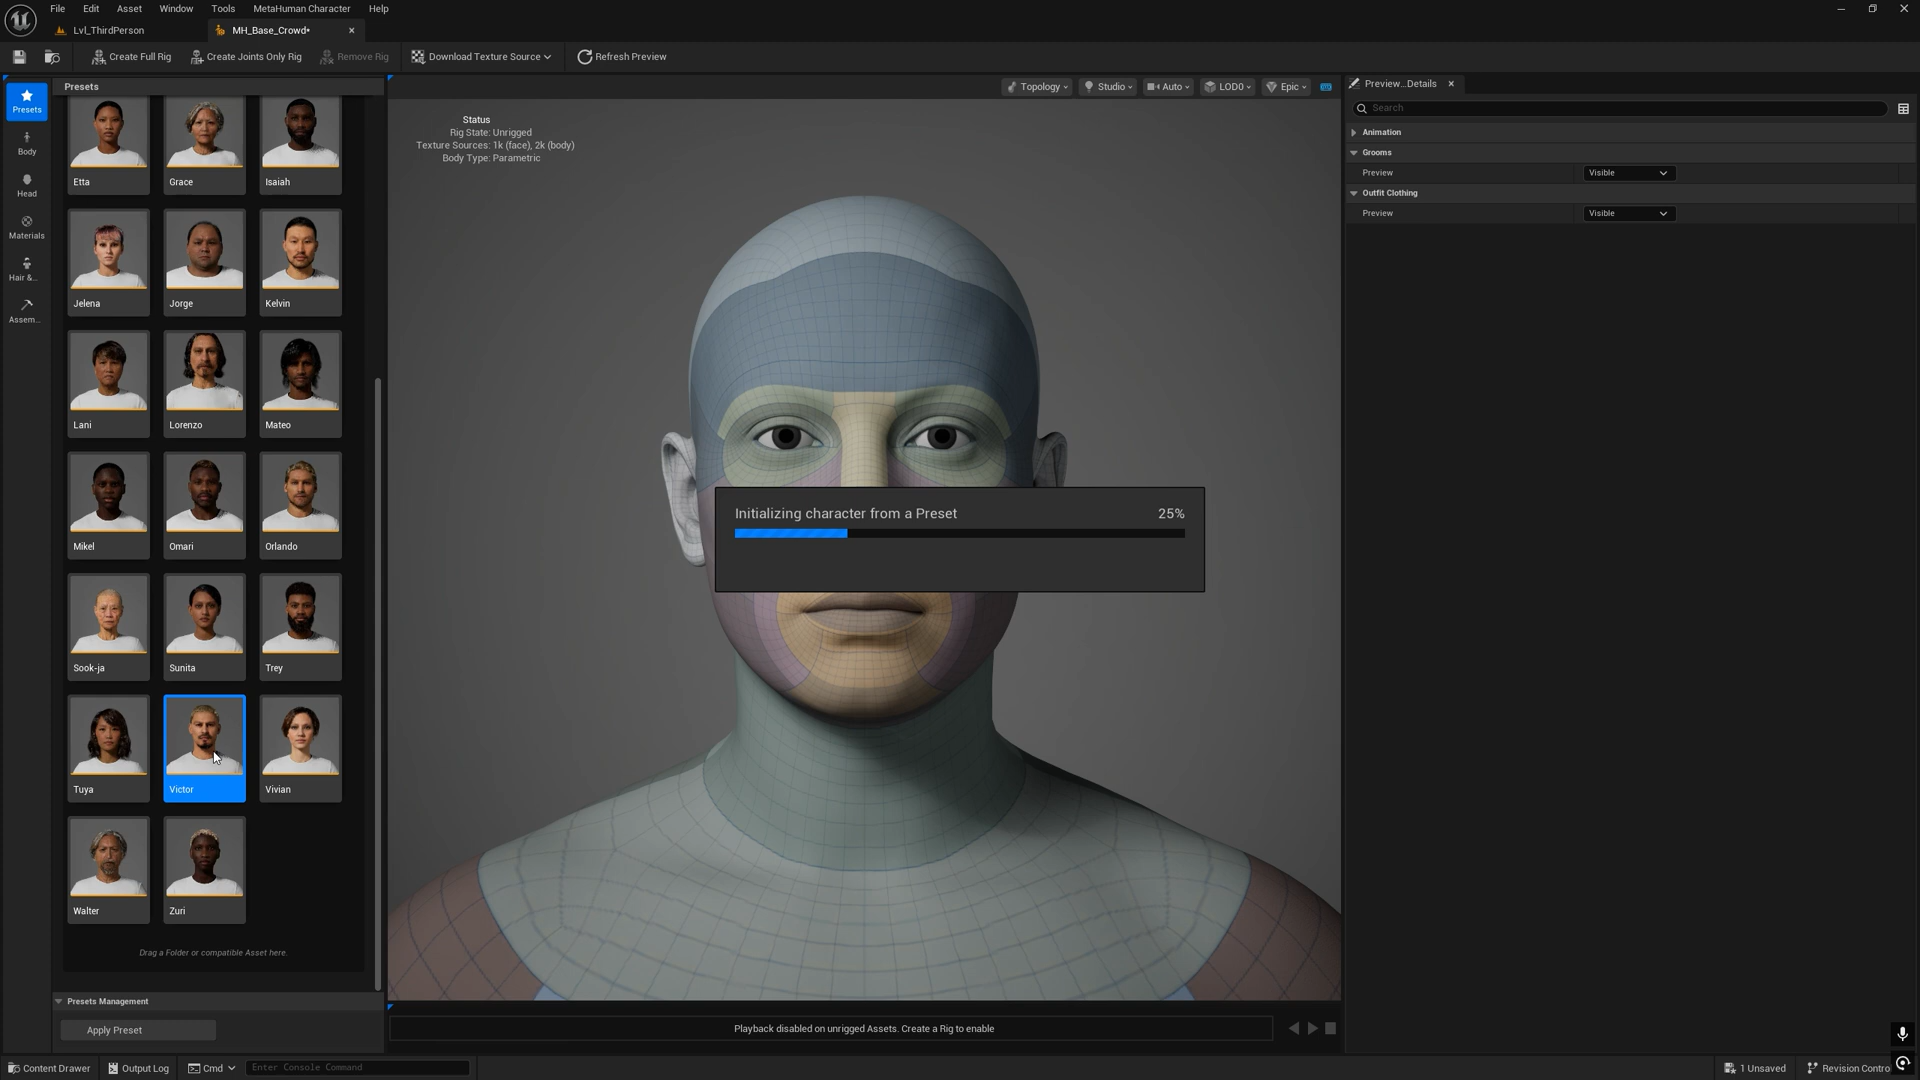 File Edit Asset Window Tools MetaHuman Character Help
Lvl_ThirdPerson
MH_Base_Crowd•
Create Full Rig Create Joints Only Rig Remove Rig Download Texture Source Refresh Preview
Presets
Presets
Body
Head
Materials
Hair &...
Assem...
Etta Grace Isaiah
Jelena Jorge Kelvin
Lani Lorenzo Mateo
Mikel Omari Orlando
Sook-ja Sunita Trey
Tuya Victor Vivian
Walter Zuri
Drag a Folder or compatible Asset here.
Presets Management
Apply Preset
Topology Studio Auto LOD0 Epic
Status
Rig State: Unrigged
Texture Sources: 1k (face), 2k (body)
Body Type: Parametric
Initializing character from a Preset 25%
Playback disabled on unrigged Assets. Create a Rig to enable
Preview...Details
Search
Animation
Grooms
Preview Visible
Outfit Clothing
Preview Visible
Content Drawer Output Log Cmd Enter Console Command
1 Unsaved Revision Contro